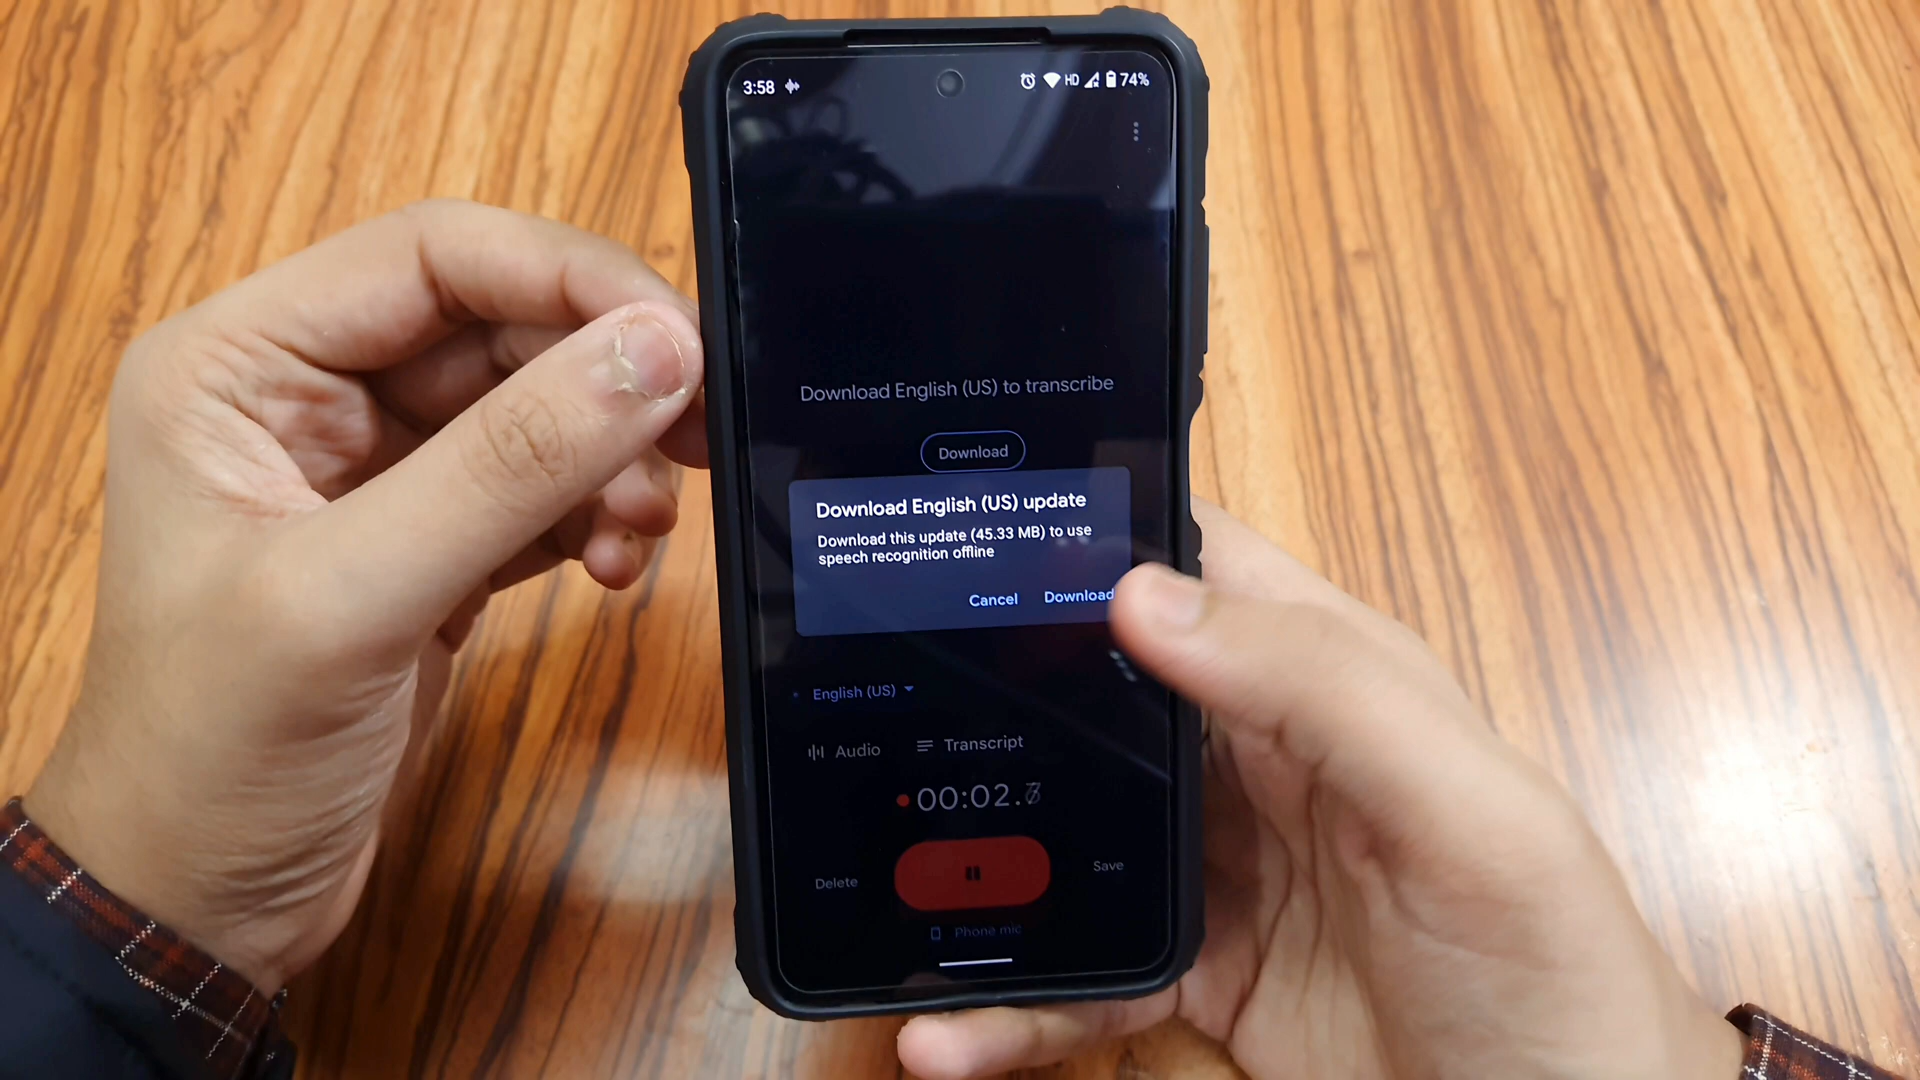 3:58 HD 74%
Download English (US) to transcribe
Download
Download English (US) update
Download this update (45.33 MB) to use
speech recognition offline
Cancel Download
English (US)
Audio Transcript
00:02.
Delete Save
Phone mic